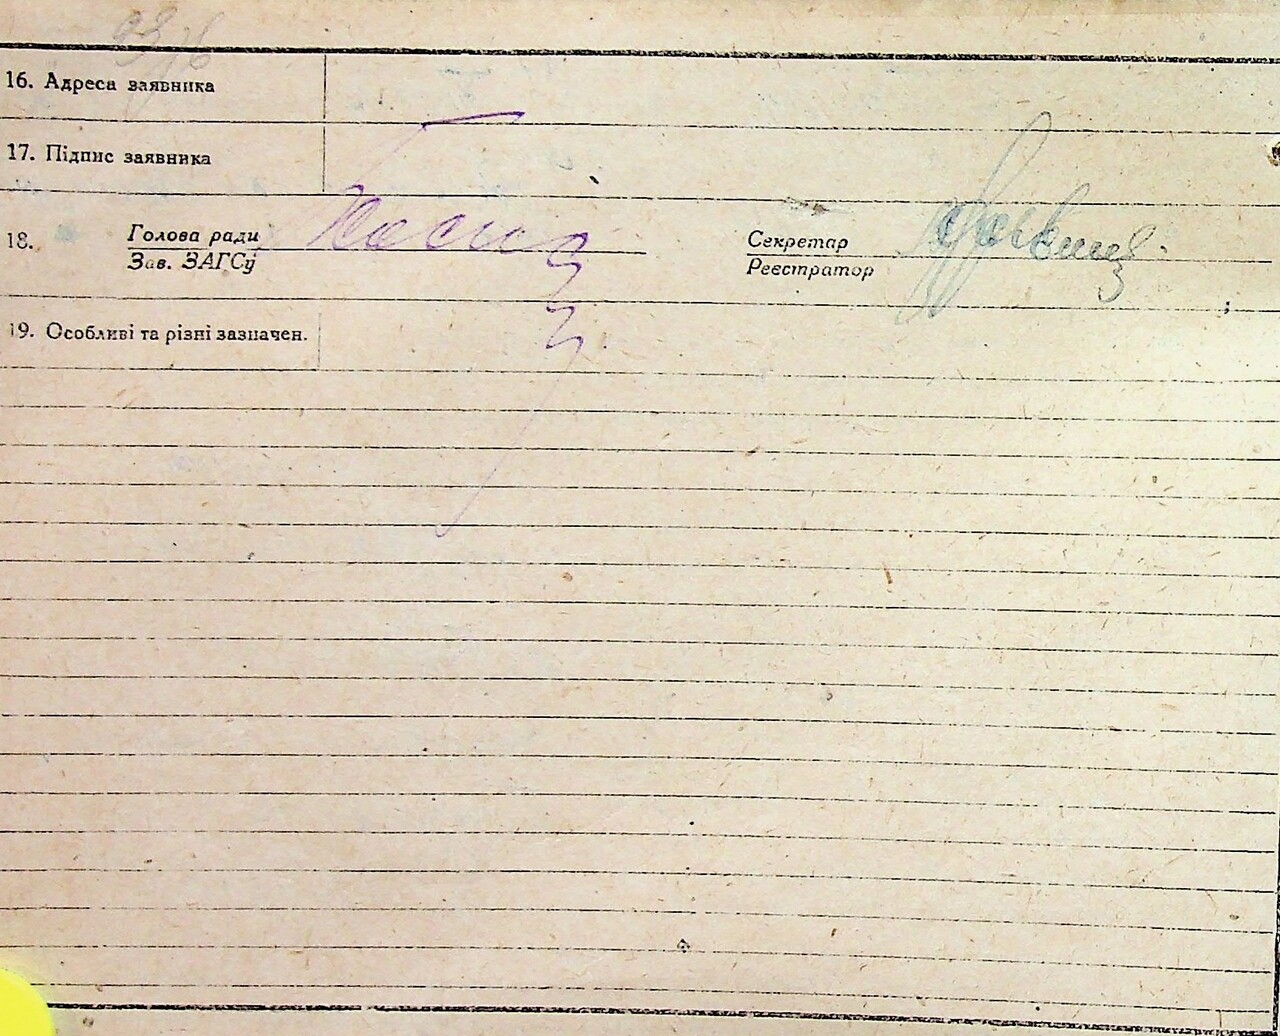 16. Адреса заявника
17. Підпис заявника
18. Голова ради
Зав. ЗАГСу
Секретар
Реєстратор
19. Особливі та різні зазначен.